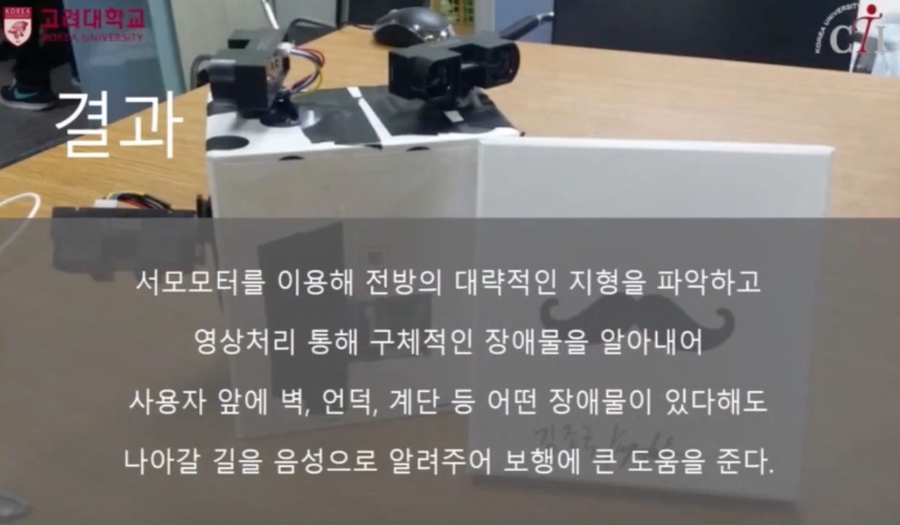 고려대학교
KOREA UNIVERSITY
KOREA UNIVERSITY
결과
서모모터를 이용해 전방의 대략적인 지형을 파악하고
영상처리 통해 구체적인 장애물을 알아내어
사용자 앞에 벽, 언덕, 계단 등 어떤 장애물이 있다해도
나아갈 길을 음성으로 알려주어 보행에 큰 도움을 준다.